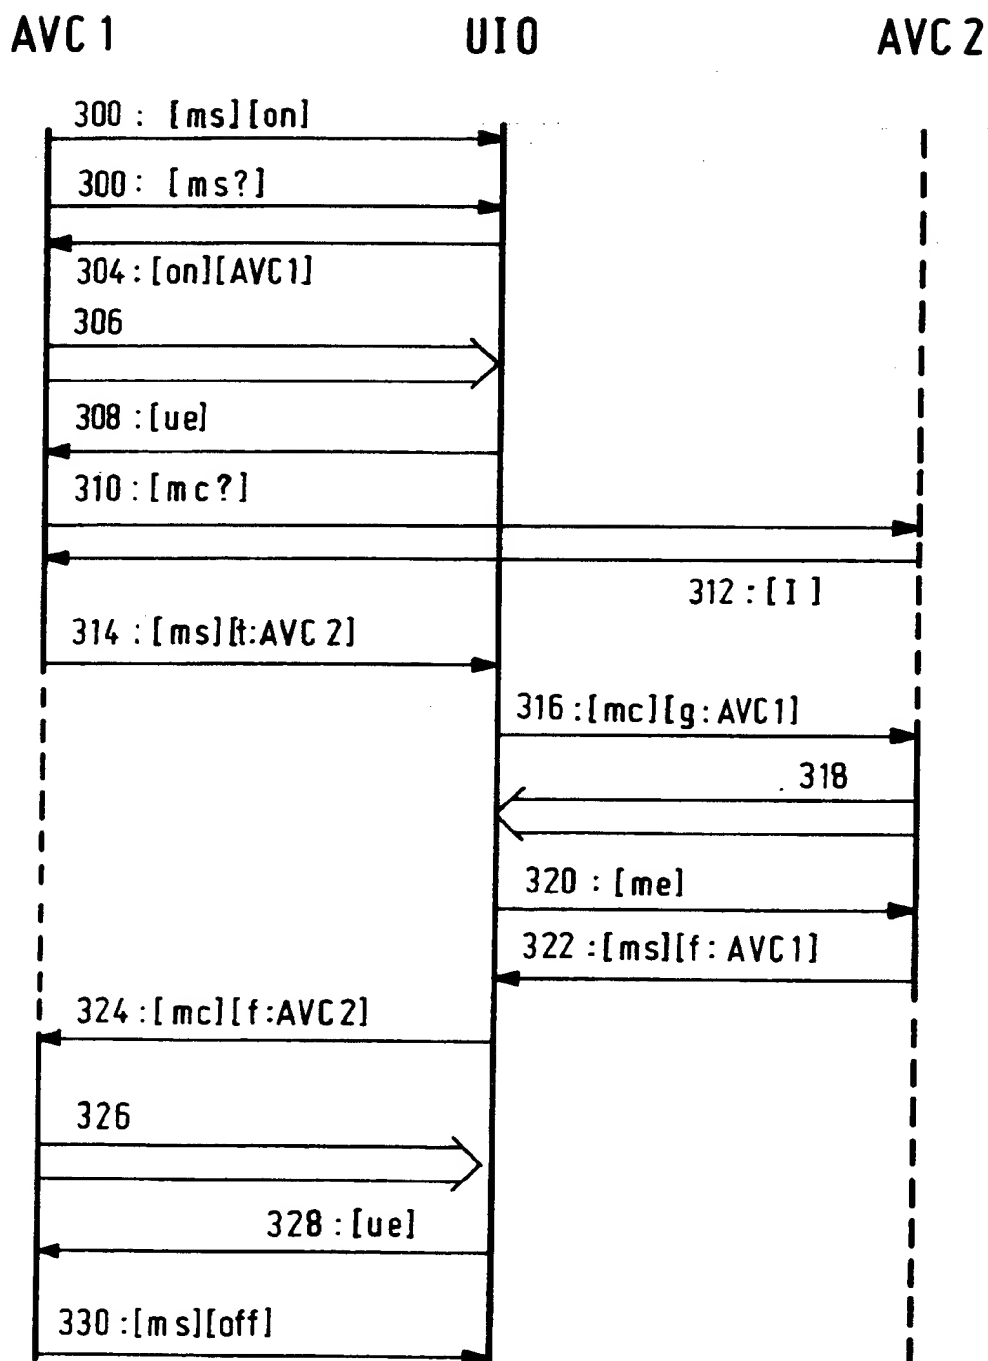 AVC 1 UIO AVC 2
300 : [ms][on]
300 : [ms?]
304 : [on][AVC1]
306
308 : [ue]
310 : [mc?]
312 : [I]
314 : [ms][t:AVC 2]
316 : [mc][g:AVC1]
318
320 : [me]
322 : [ms][f:AVC1]
324 : [mc][f:AVC2]
326
328 : [ue]
330 : [ms][off]